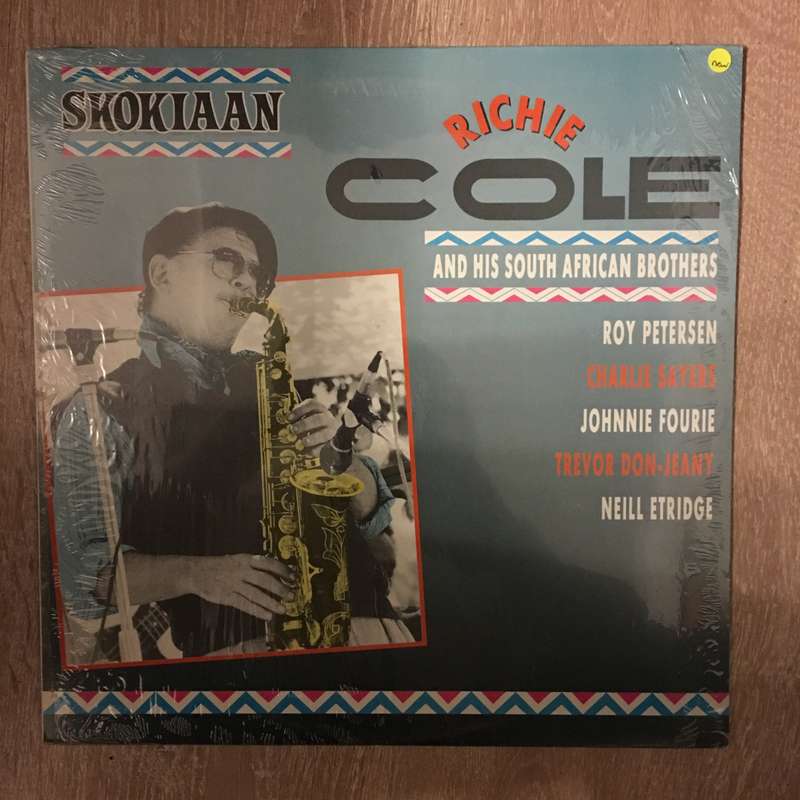 new
SKOKIAAN
RICHIE
COLE
AND HIS SOUTH AFRICAN BROTHERS
ROY PETERSEN
CHARLIE SAYERS
JOHNNIE FOURIE
TREVOR DON-JEANY
NEILL ETRIDGE